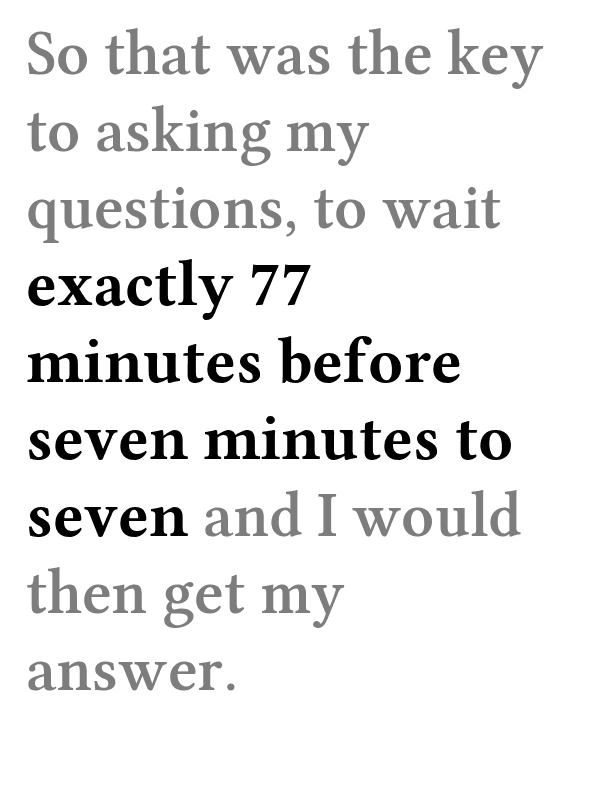 So that was the key
to asking my
questions, to wait
exactly 77
minutes before
seven minutes to
seven and I would
then get my
answer.